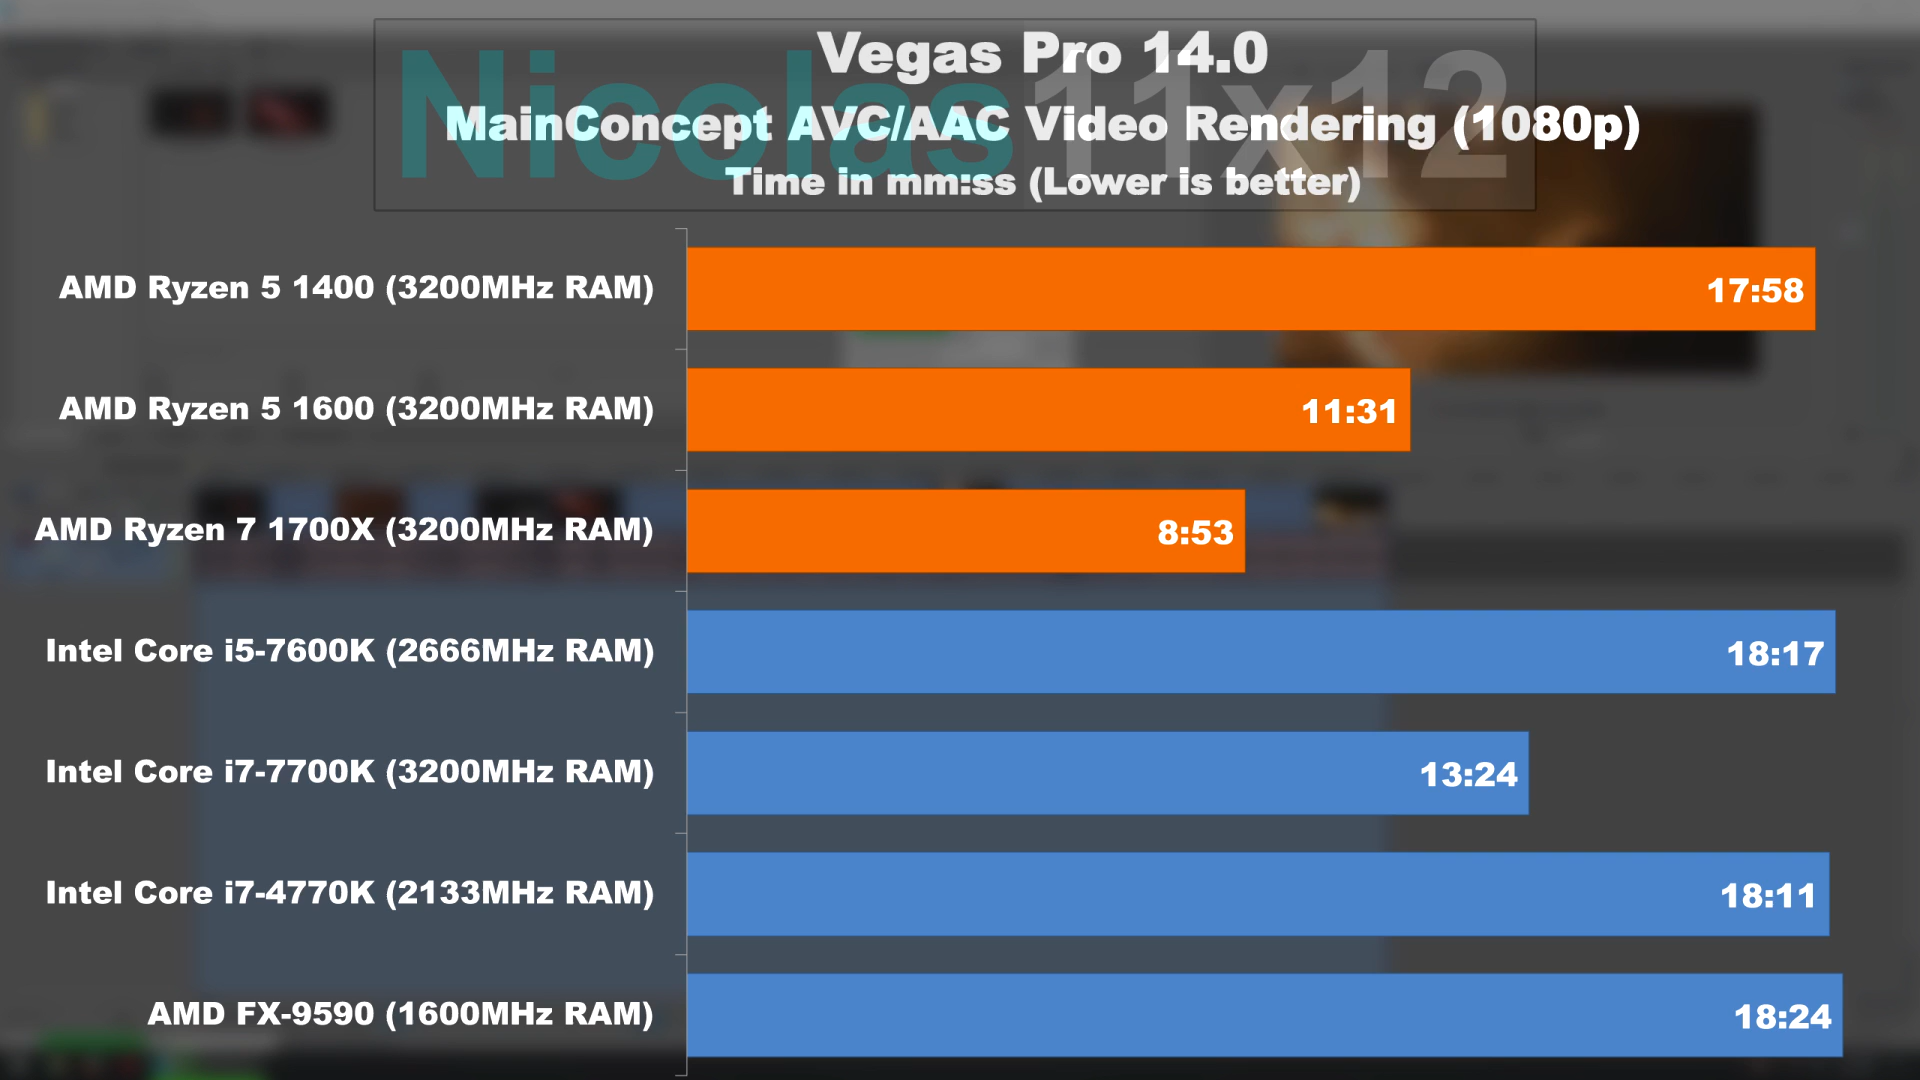 Nicolas11x12
Vegas Pro 14.0
MainConcept AVC/AAC Video Rendering (1080p)
Time in mm:ss (Lower is better)
AMD Ryzen 5 1400 (3200MHz RAM) 17:58
AMD Ryzen 5 1600 (3200MHz RAM) 11:31
AMD Ryzen 7 1700X (3200MHz RAM) 8:53
Intel Core i5-7600K (2666MHz RAM) 18:17
Intel Core i7-7700K (3200MHz RAM) 13:24
Intel Core i7-4770K (2133MHz RAM) 18:11
AMD FX-9590 (1600MHz RAM) 18:24